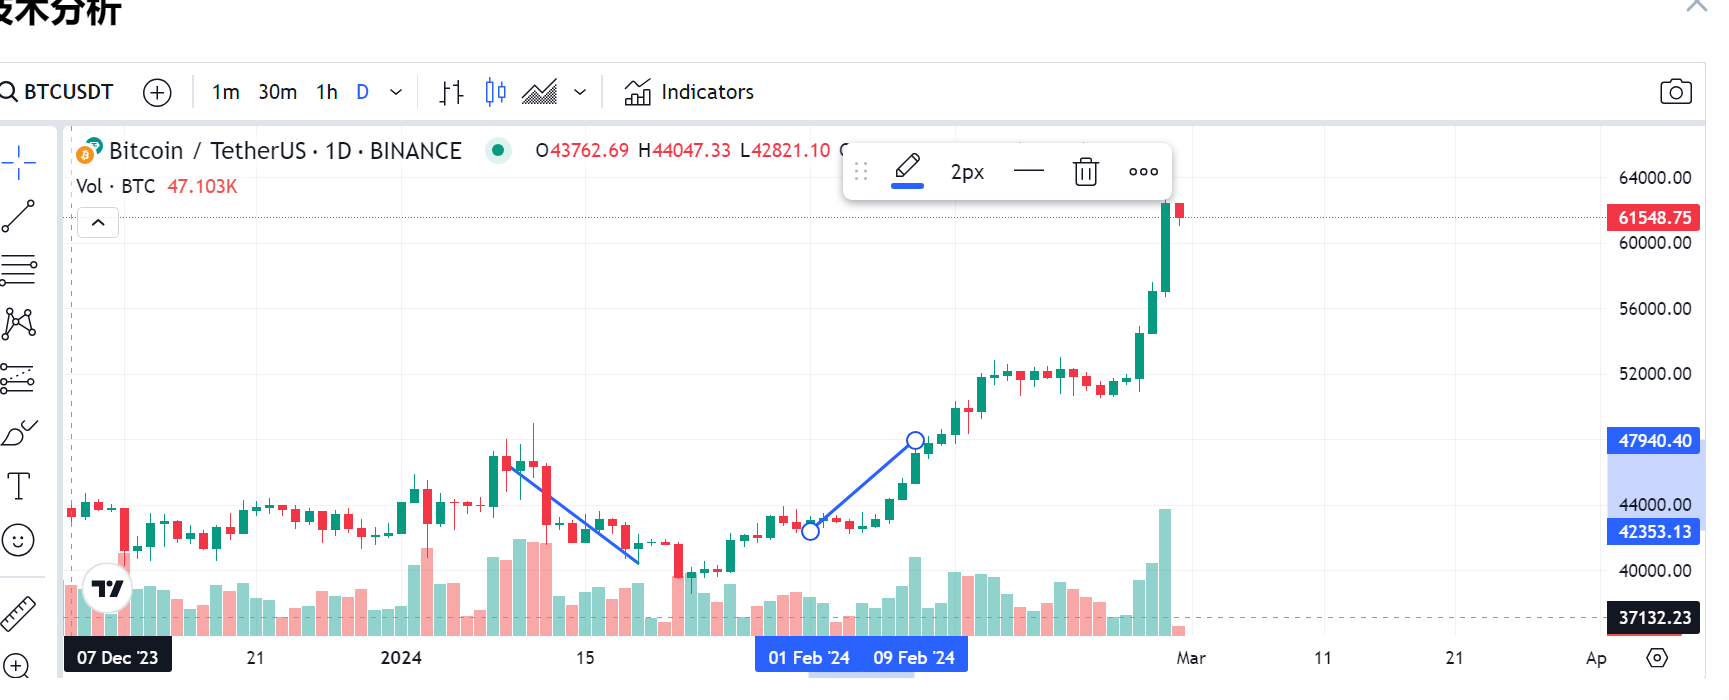 技术分析
BTCUSDT 1m 30m 1h D Indicators
Bitcoin / TetherUS · 1D · BINANCE O43762.69 H44047.33 L42821.10
Vol · BTC 47.103K
2px
64000.00
61548.75
60000.00
56000.00
52000.00
47940.40
44000.00
42353.13
40000.00
37132.23
07 Dec '23 21 2024 15 01 Feb '24 09 Feb '24 Mar 11 21 Ap